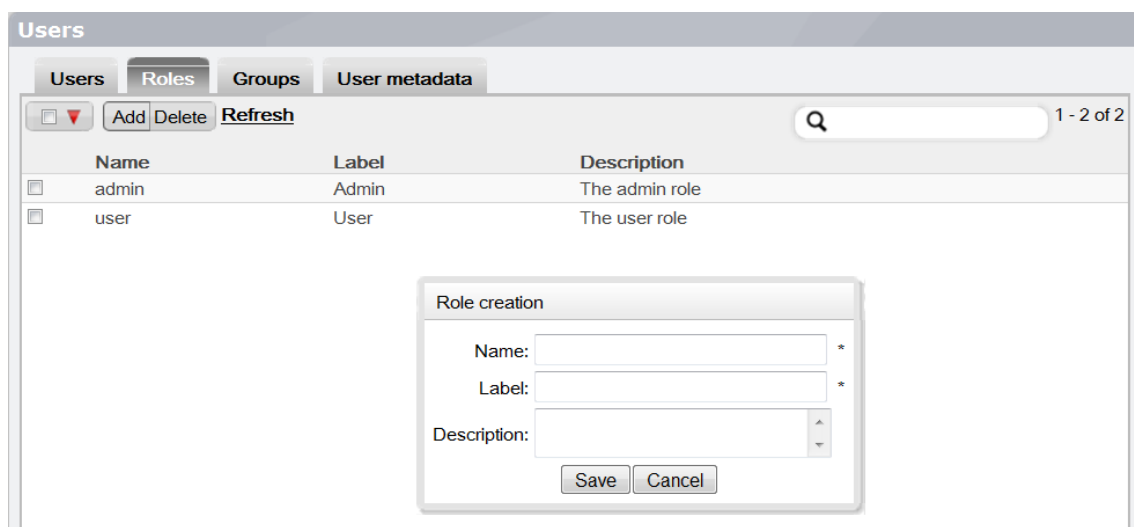 Users
Users Roles Groups User metadata
Add Delete Refresh 1 - 2 of 2
Name Label Description
admin Admin The admin role
user User The user role
Role creation
Name: *
Label: *
Description:
Save Cancel